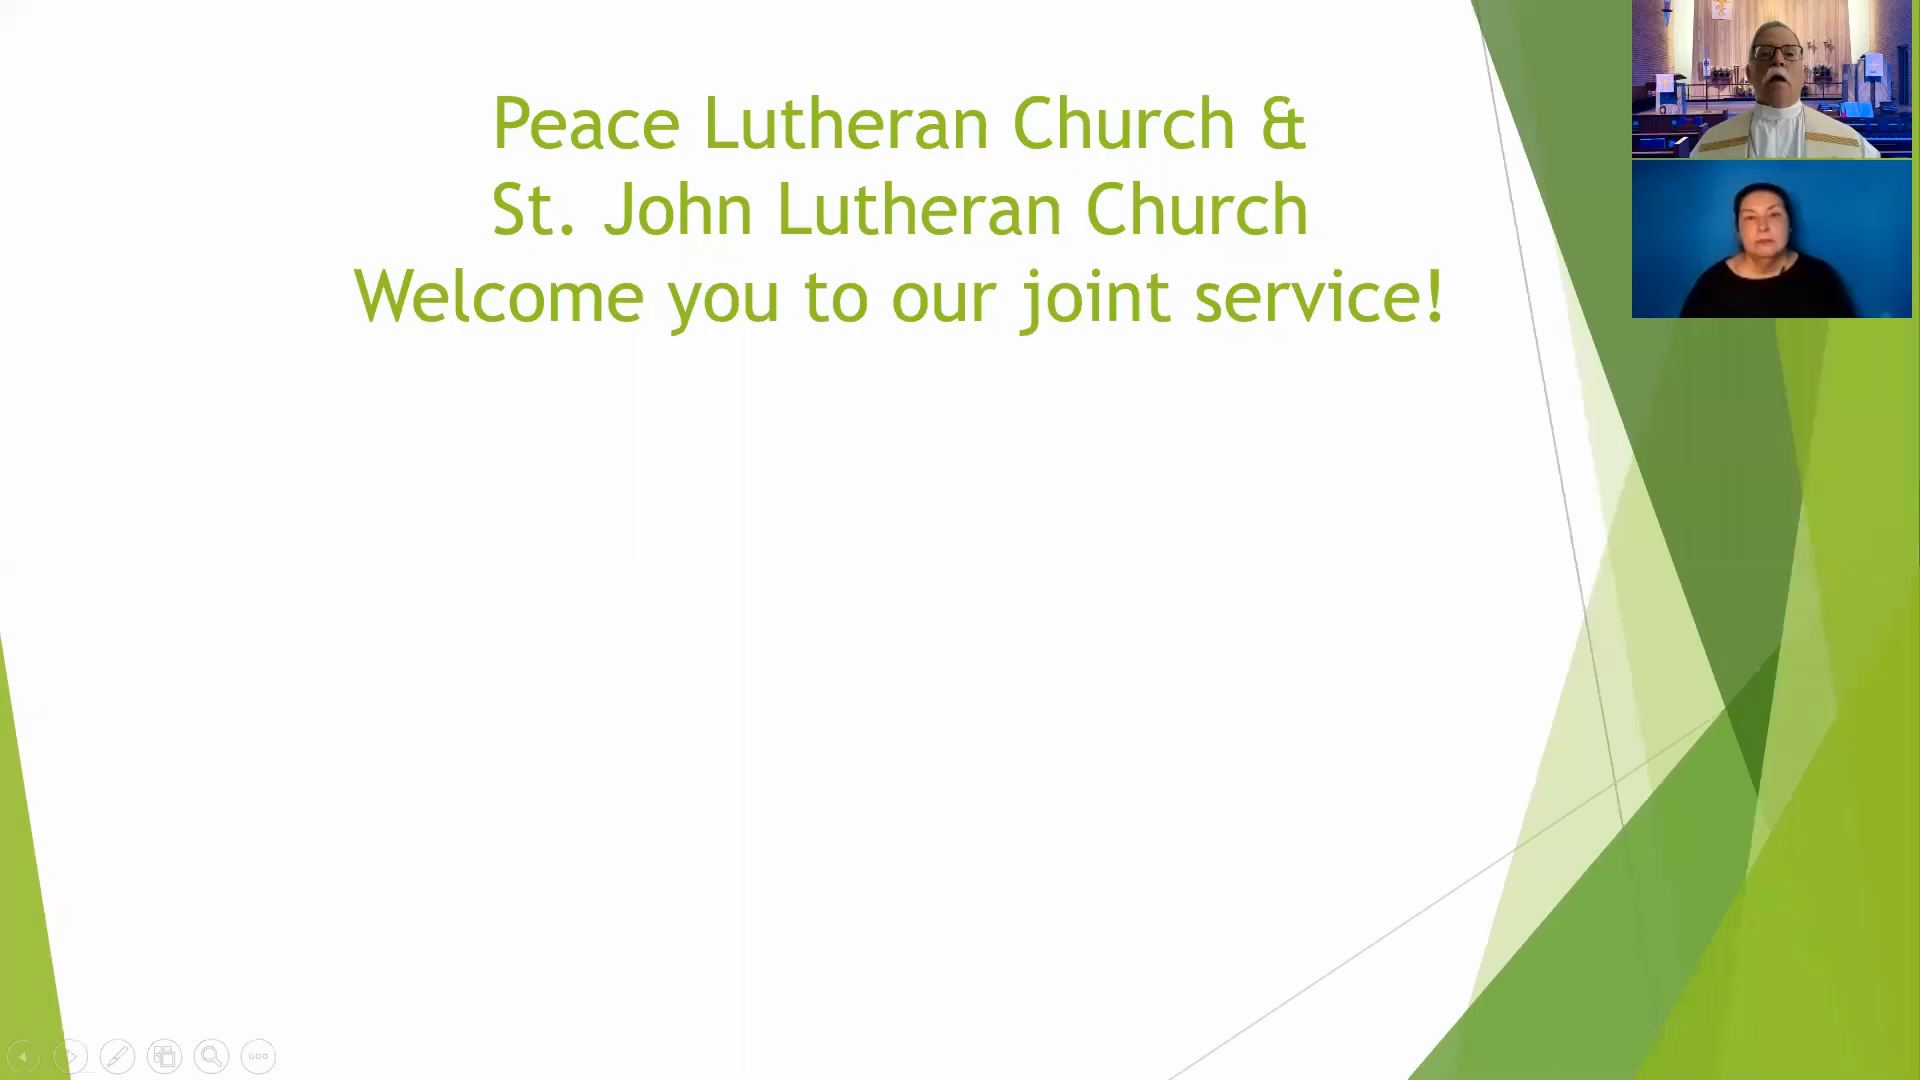 Peace Lutheran Church &
St. John Lutheran Church
Welcome you to our joint service!